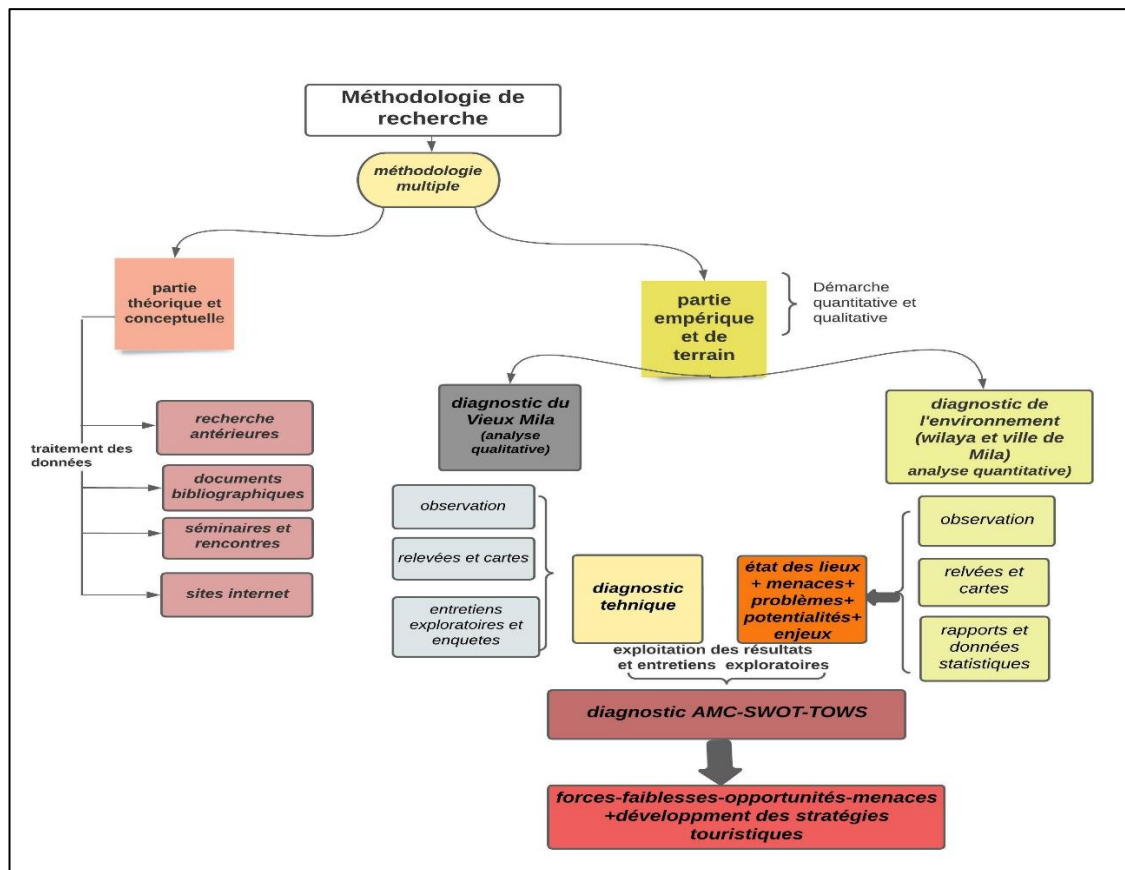 Méthodologie de
recherche
méthodologie
multiple
partie
théorique et
conceptuelle
partie
empérique
et de
terrain
Démarche
quantitative et
qualitative
traitement des
données
recherche
antérieures
documents
bibliographiques
séminaires et
rencontres
sites internet
diagnostic du
Vieux Mila
(analyse
qualitative)
diagnostic de
l'environnement
(wilaya et ville de
Mila)
analyse quantitative)
observation
relevées et cartes
entretiens
exploratoires et
enquetes
diagnostic
tehnique
état des lieux
+ menaces+
problèmes+
potentialités+
enjeux
observation
relvées et
cartes
rapports et
données
statistiques
exploitation des résultats
et entretiens exploratoires
diagnostic AMC-SWOT-TOWS
forces-faiblesses-opportunités-menaces
+développment des stratégies
touristiques